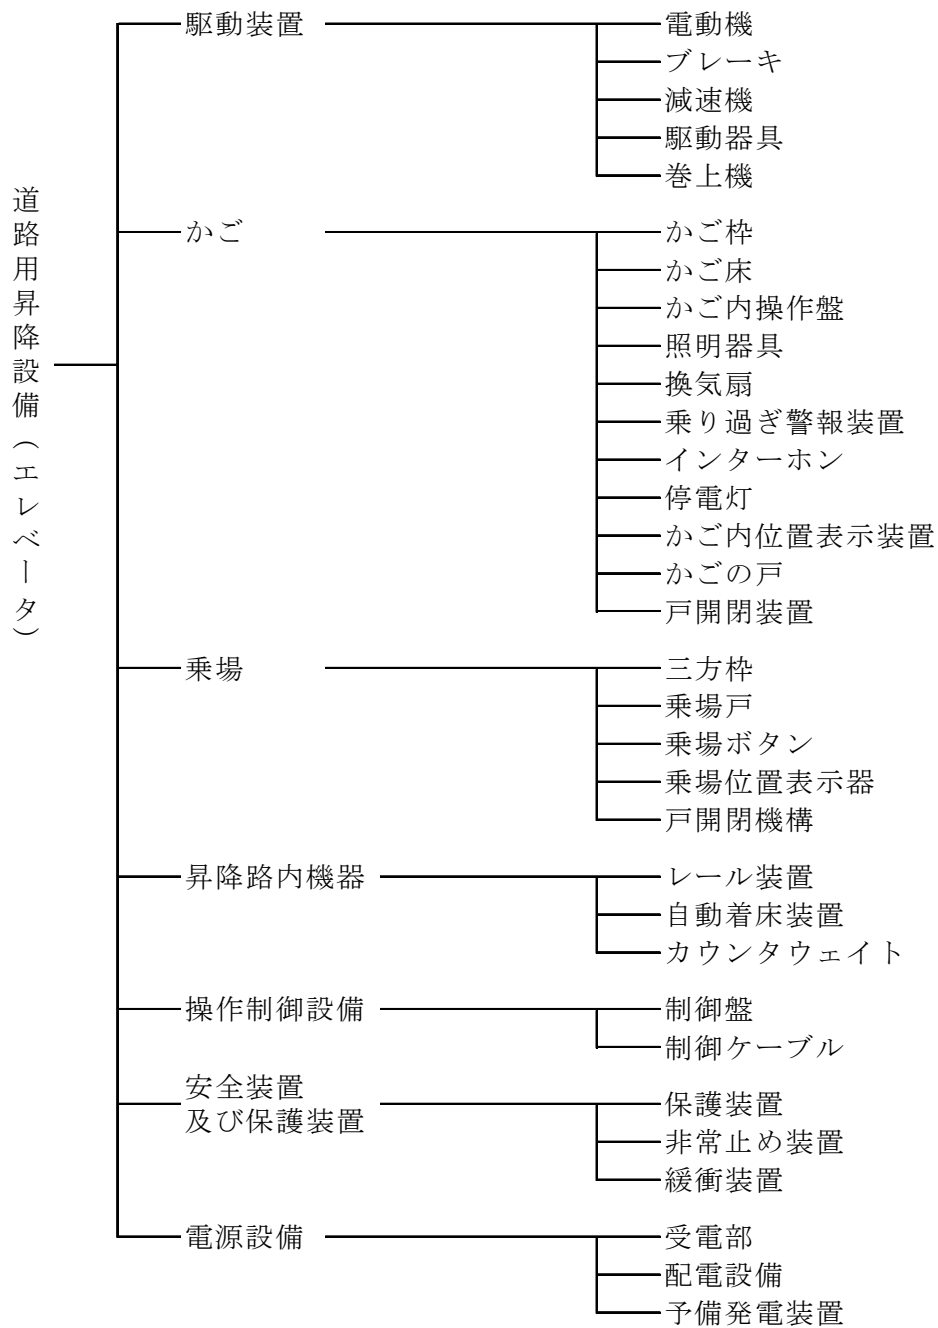 道路用昇降設備（エレベータ）
駆動装置
電動機
ブレーキ
減速機
駆動器具
巻上機
かご
かご枠
かご床
かご内操作盤
照明器具
換気扇
乗り過ぎ警報装置
インターホン
停電灯
かご内位置表示装置
かごの戸
戸開閉装置
乗場
三方枠
乗場戸
乗場ボタン
乗場位置表示器
戸開閉機構
昇降路内機器
レール装置
自動着床装置
カウンタウェイト
操作制御設備
制御盤
制御ケーブル
安全装置
及び保護装置
保護装置
非常止め装置
緩衝装置
電源設備
受電部
配電設備
予備発電装置